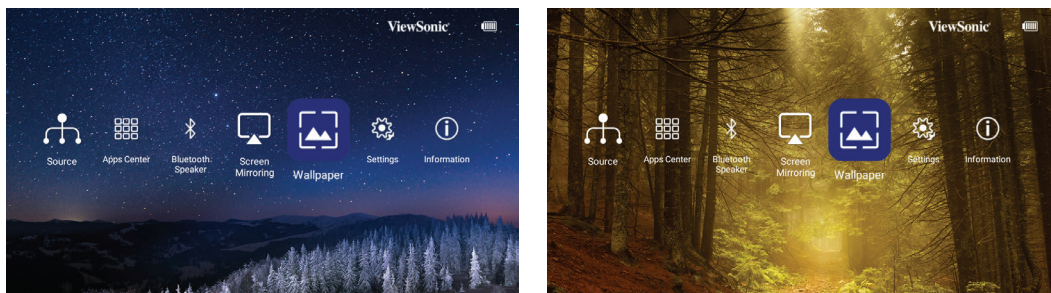 ViewSonic
Source
Apps Center
Bluetooth
Speaker
Screen
Mirroring
Wallpaper
Settings
Information
ViewSonic
Source
Apps Center
Bluetooth
Speaker
Screen
Mirroring
Wallpaper
Settings
Information